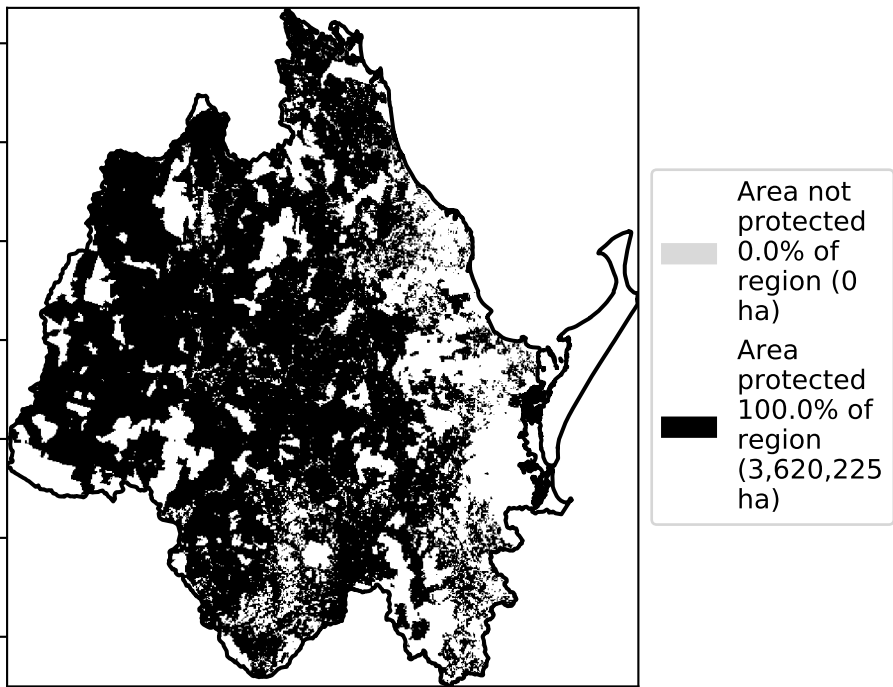 Area not
protected
0.0% of
region (0
ha)
Area
protected
100.0% of
region
(3,620,225
ha)